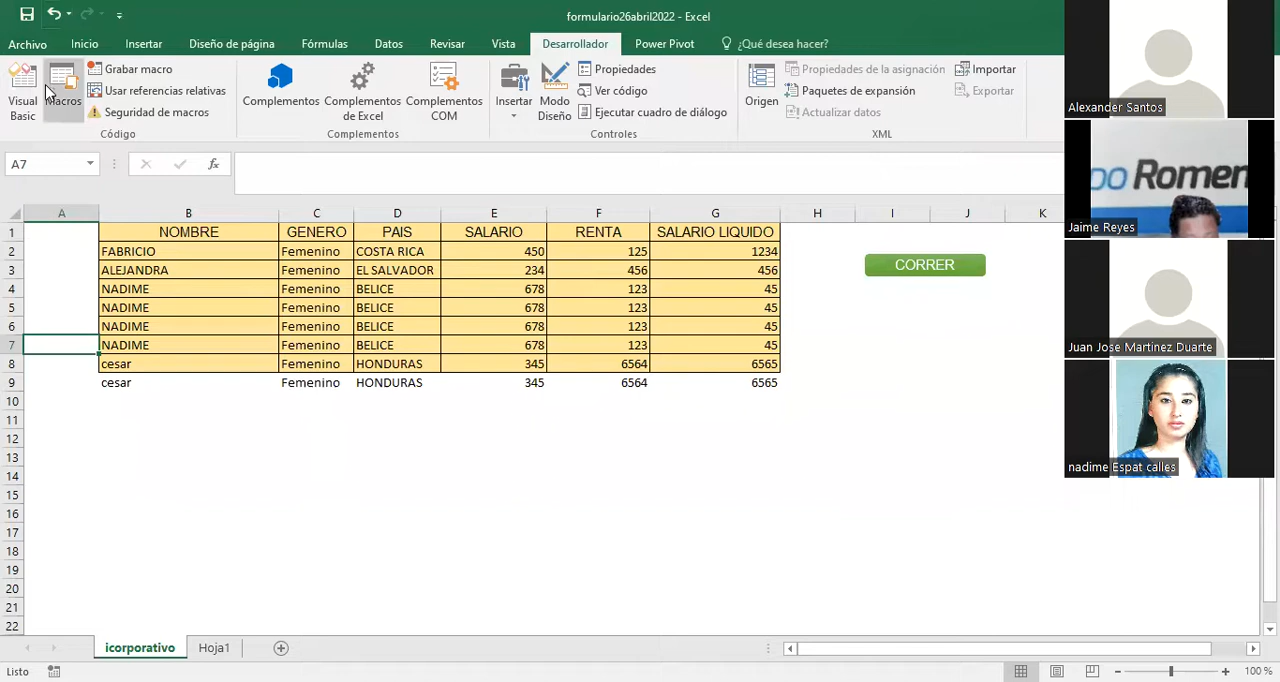 formulario26abril2022 - Excel
Archivo Inicio Insertar Diseño de página Fórmulas Datos Revisar Vista Desarrollador Power Pivot ¿Qué desea hacer?
Visual Basic
Macros
Grabar macro
Usar referencias relativas
Seguridad de macros
Código
Complementos
Complementos de Excel
Complementos COM
Complementos
Insertar
Modo Diseño
Propiedades
Ver código
Ejecutar cuadro de diálogo
Controles
Origen
Propiedades de la asignación
Paquetes de expansión
Actualizar datos
Importar
Exportar
XML
A7 fx
A B C D E F G H I J K
1 NOMBRE GENERO PAIS SALARIO RENTA SALARIO LIQUIDO
2 FABRICIO Femenino COSTA RICA 450 125 1234
3 ALEJANDRA Femenino EL SALVADOR 234 456 456
4 NADIME Femenino BELICE 678 123 45
5 NADIME Femenino BELICE 678 123 45
6 NADIME Femenino BELICE 678 123 45
7 NADIME Femenino BELICE 678 123 45
8 cesar Femenino HONDURAS 345 6564 6565
9 cesar Femenino HONDURAS 345 6564 6565
10
11
12
13
14
15
16
17
18
19
20
21
22
CORRER
icorporativo Hoja1
Listo
100 %
Alexander Santos
po Romen
Jaime Reyes
Juan Jose Martinez Duarte
nadime Espat calles